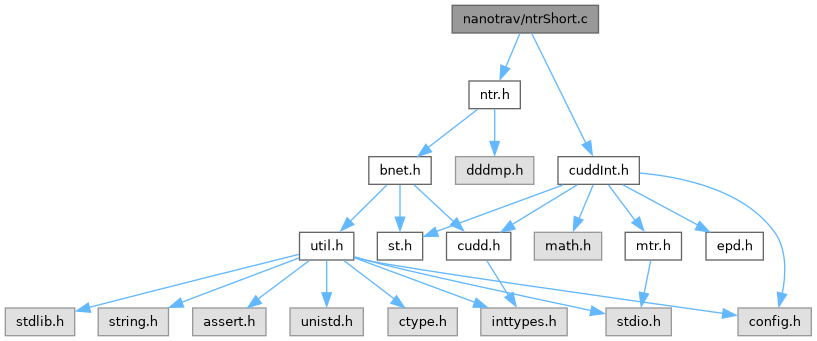 nanotrav/ntrShort.c
ntr.h
bnet.h
dddmp.h
cuddInt.h
util.h
st.h
cudd.h
math.h
mtr.h
epd.h
stdlib.h
string.h
assert.h
unistd.h
ctype.h
inttypes.h
stdio.h
config.h